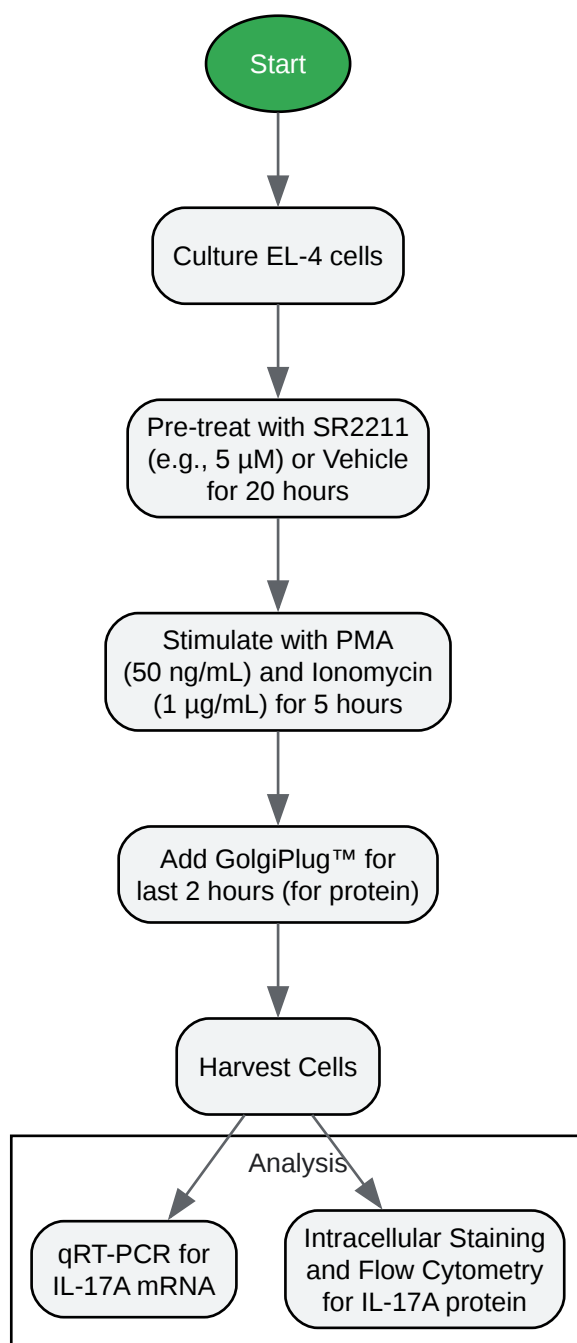 Start
Culture EL-4 cells
Pre-treat with SR2211
(e.g., 5 µM) or Vehicle
for 20 hours
Stimulate with PMA
(50 ng/mL) and Ionomycin
(1 µg/mL) for 5 hours
Add GolgiPlug™ for
last 2 hours (for protein)
Harvest Cells
Analysis
qRT-PCR for
IL-17A mRNA
Intracellular Staining
and Flow Cytometry
for IL-17A protein